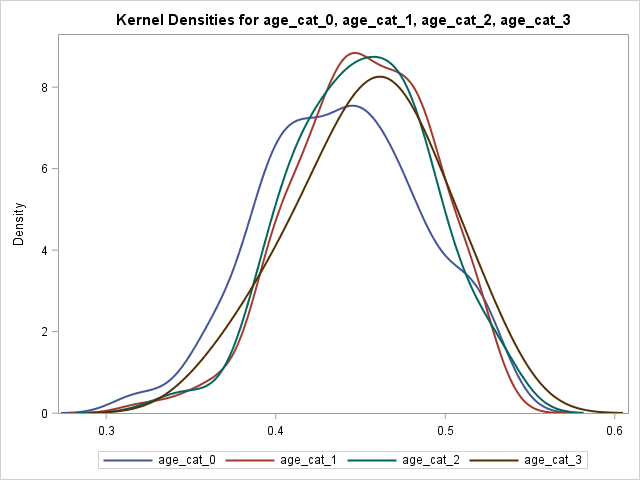 Kernel Densities for age_cat_0, age_cat_1, age_cat_2, age_cat_3
Density
8
6
4
2
0
0.3 0.4 0.5 0.6
age_cat_0 age_cat_1 age_cat_2 age_cat_3